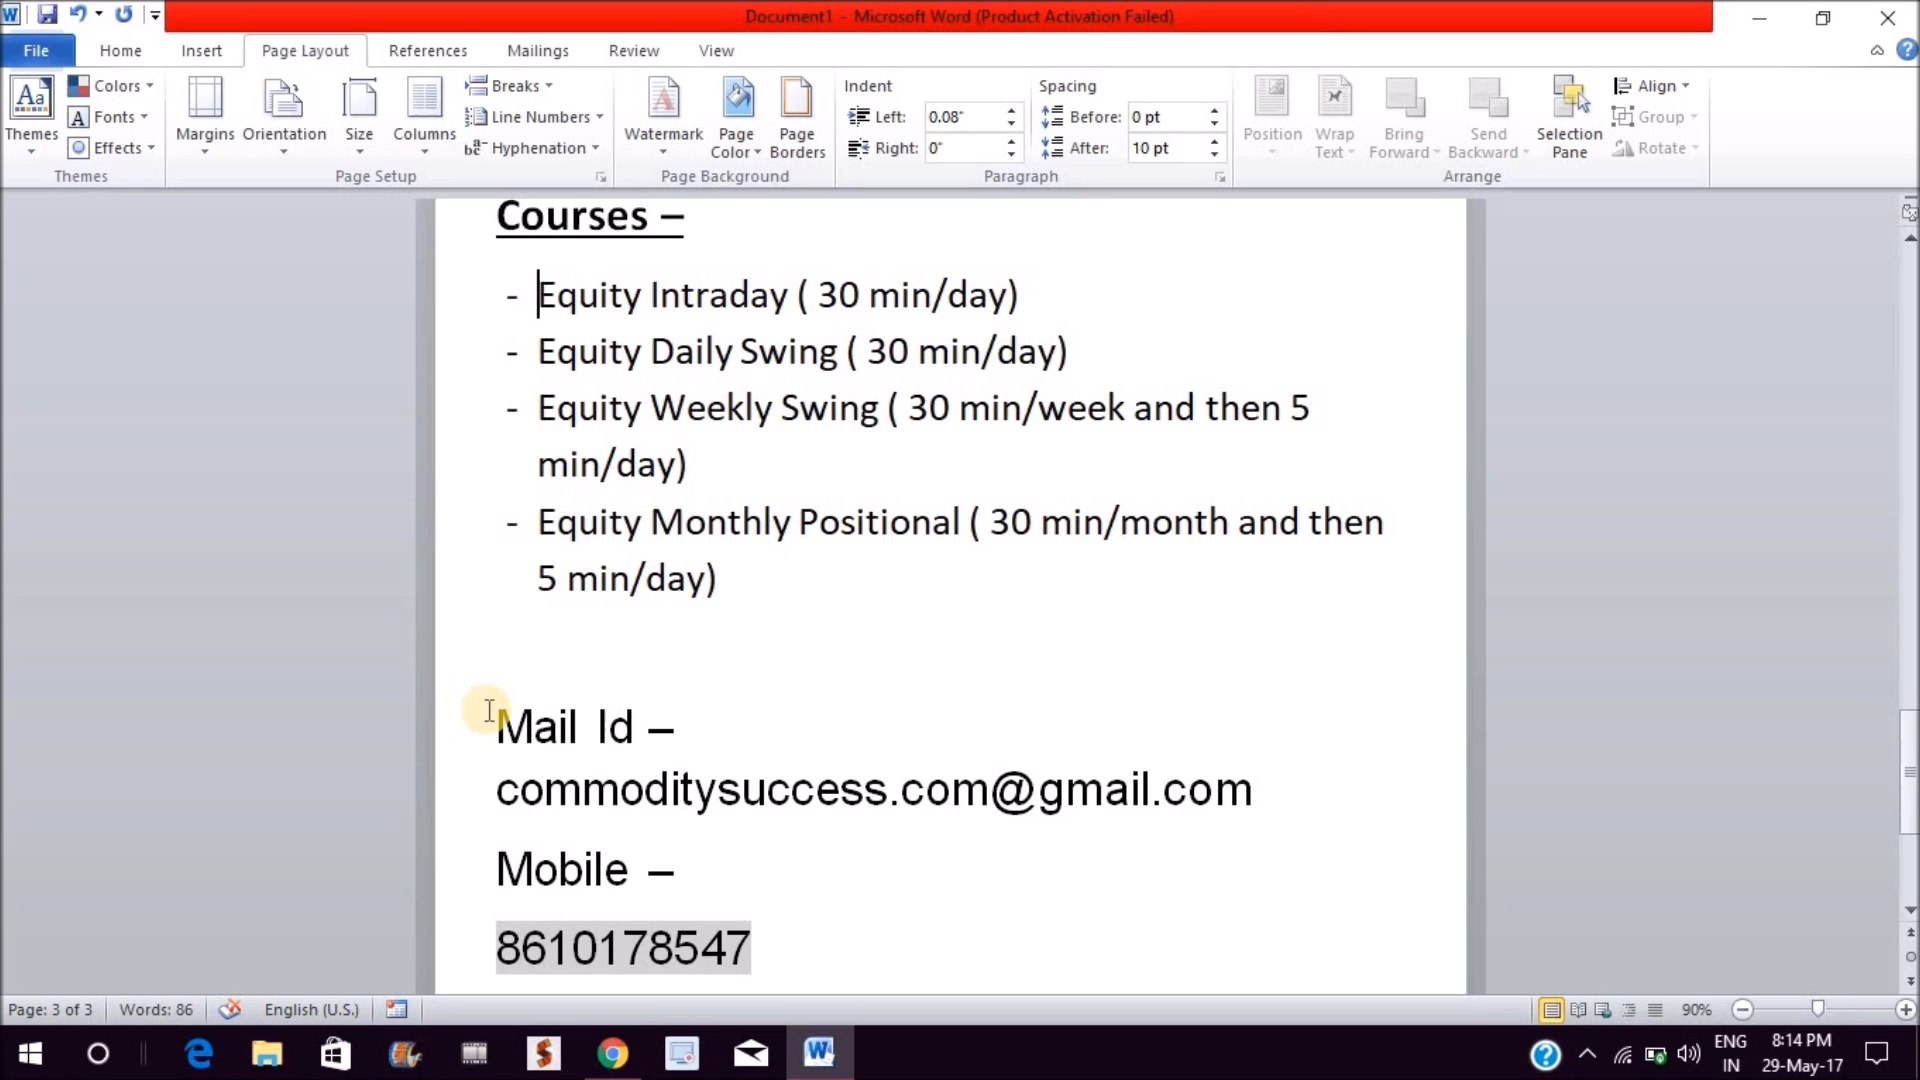 Document1 - Microsoft Word (Product Activation Failed)
File Home Insert Page Layout References Mailings Review View
Themes
Colors
Fonts
Effects
Themes
Margins
Orientation
Size
Columns
Breaks
Line Numbers
Hyphenation
Page Setup
Watermark
Page
Color
Page
Borders
Page Background
Indent
Left: 0.08"
Right: 0"
Spacing
Before: 0 pt
After: 10 pt
Paragraph
Position
Wrap
Text
Bring
Forward
Send
Backward
Selection
Pane
Align
Group
Rotate
Arrange
Courses –
- Equity Intraday ( 30 min/day)
- Equity Daily Swing ( 30 min/day)
- Equity Weekly Swing ( 30 min/week and then 5
min/day)
- Equity Monthly Positional ( 30 min/month and then
5 min/day)
Mail Id –
commoditysuccess.com@gmail.com
Mobile –
8610178547
Page: 3 of 3 Words: 86 English (U.S.) 90%
ENG
IN
8:14 PM
29-May-17